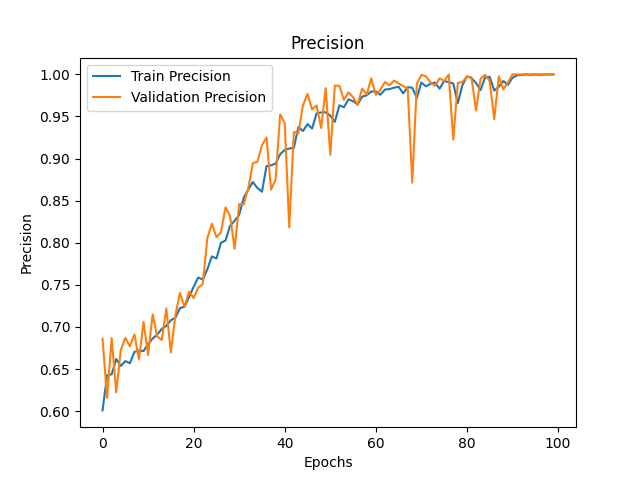 Precision
1.00
0.95
0.90
0.85
0.80
0.75
0.70
0.65
0.60
Precision
Train Precision
Validation Precision
0 20 40 60 80 100
Epochs